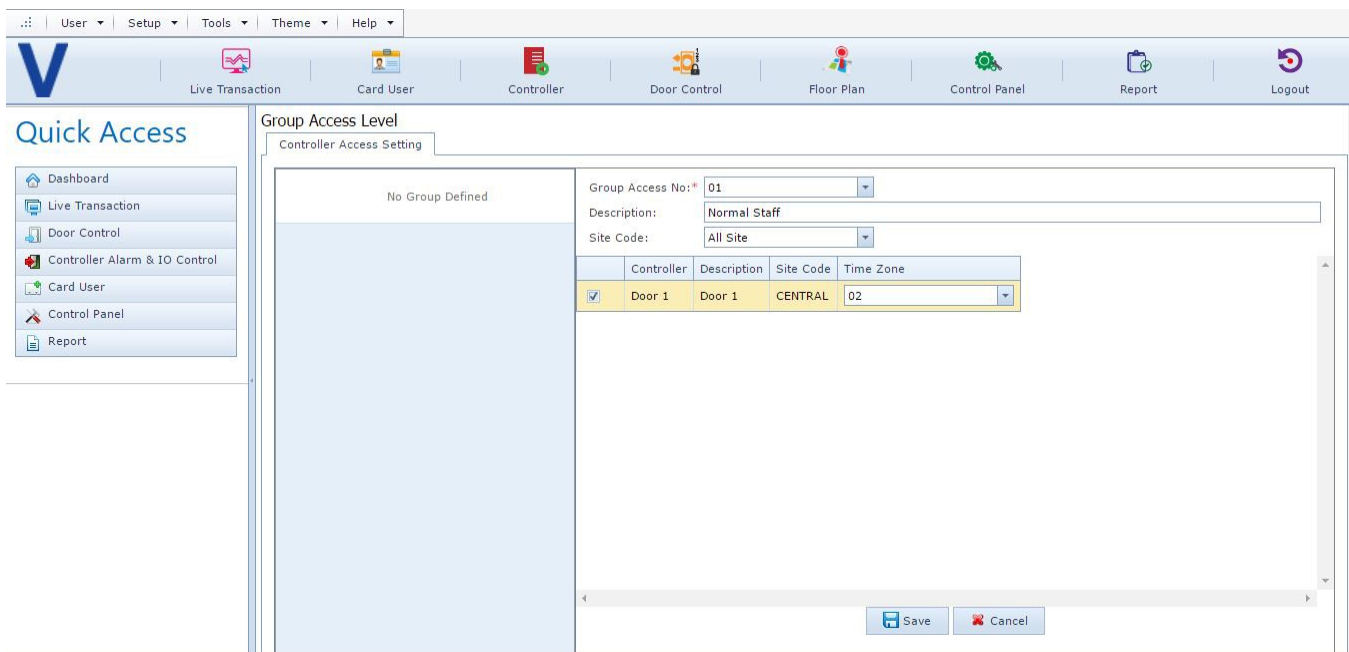 User Setup Tools Theme Help
V
Live Transaction Card User Controller Door Control Floor Plan Control Panel Report Logout
Quick Access
Dashboard
Live Transaction
Door Control
Controller Alarm & IO Control
Card User
Control Panel
Report
Group Access Level
Controller Access Setting
No Group Defined
Group Access No:* 01
Description: Normal Staff
Site Code: All Site
Controller Description Site Code Time Zone
Door 1 Door 1 CENTRAL 02
Save Cancel